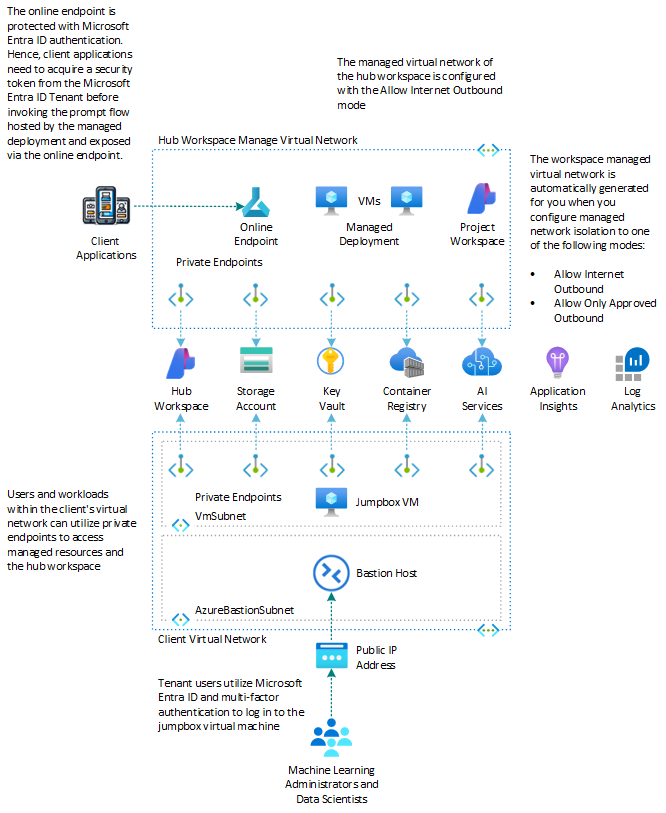 The online endpoint is
protected with Microsoft
Entra ID authentication.
Hence, client applications
need to acquire a security
token from the Microsoft
Entra ID Tenant before
invoking the prompt flow
hosted by the managed
deployment and exposed
via the online endpoint.
The managed virtual network of
the hub workspace is configured
with the Allow Internet Outbound
mode
Hub Workspace Manage Virtual Network
The workspace managed
virtual network is
automatically generated
for you when you
configure managed
network isolation to one
of the following modes:
• Allow Internet
Outbound
• Allow Only Approved
Outbound
Client
Applications
Online
Endpoint
VMs
Managed
Deployment
Project
Workspace
Private Endpoints
Hub
Workspace
Storage
Account
Key
Vault
Container
Registry
AI
Services
Application
Insights
Log
Analytics
Users and workloads
within the client's virtual
network can utilize private
endpoints to access
managed resources and
the hub workspace
Private Endpoints
Jumpbox VM
VmSubnet
Bastion Host
AzureBastionSubnet
Client Virtual Network
Public IP
Address
Tenant users utilize Microsoft
Entra ID and multi-factor
authentication to log in to the
jumpbox virtual machine
Machine Learning
Administrators and
Data Scientists